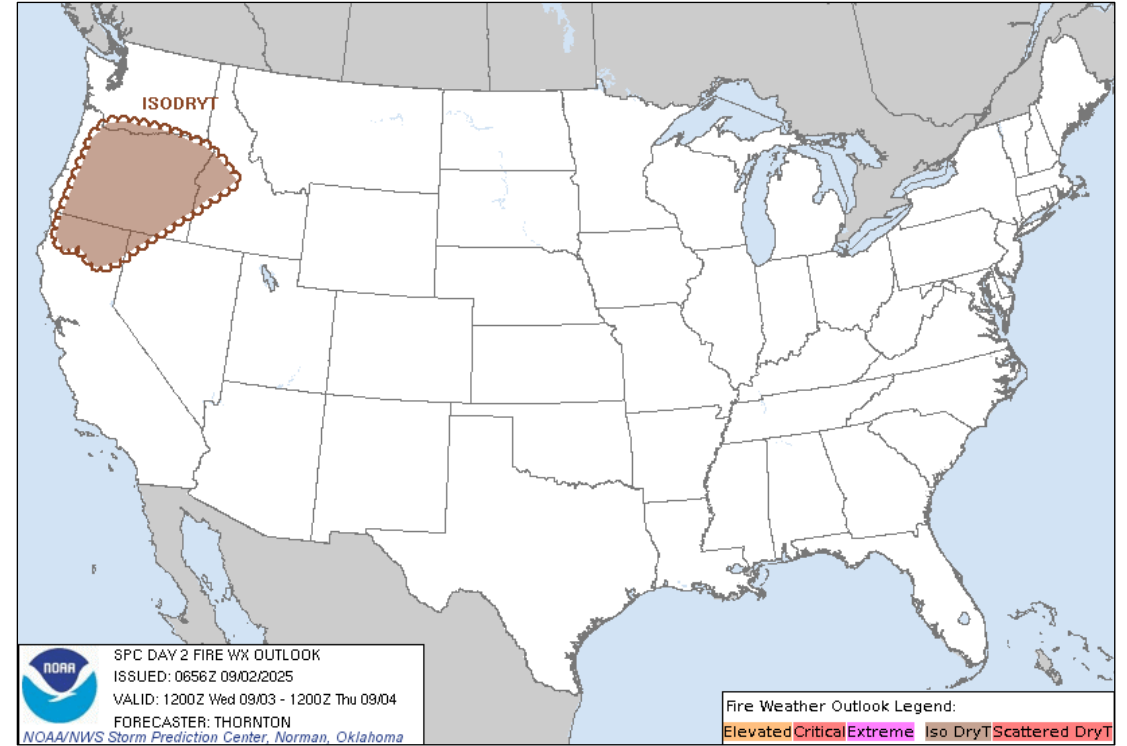 ISODRYT
NOAA
SPC DAY 2 FIRE WX OUTLOOK
ISSUED: 0656Z 09/02/2025
VALID: 1200Z Wed 09/03 - 1200Z Thu 09/04
FORECASTER: THORNTON
NOAA/NWS Storm Prediction Center, Norman, Oklahoma
Fire Weather Outlook Legend:
Elevated Critical Extreme Iso DryT Scattered DryT